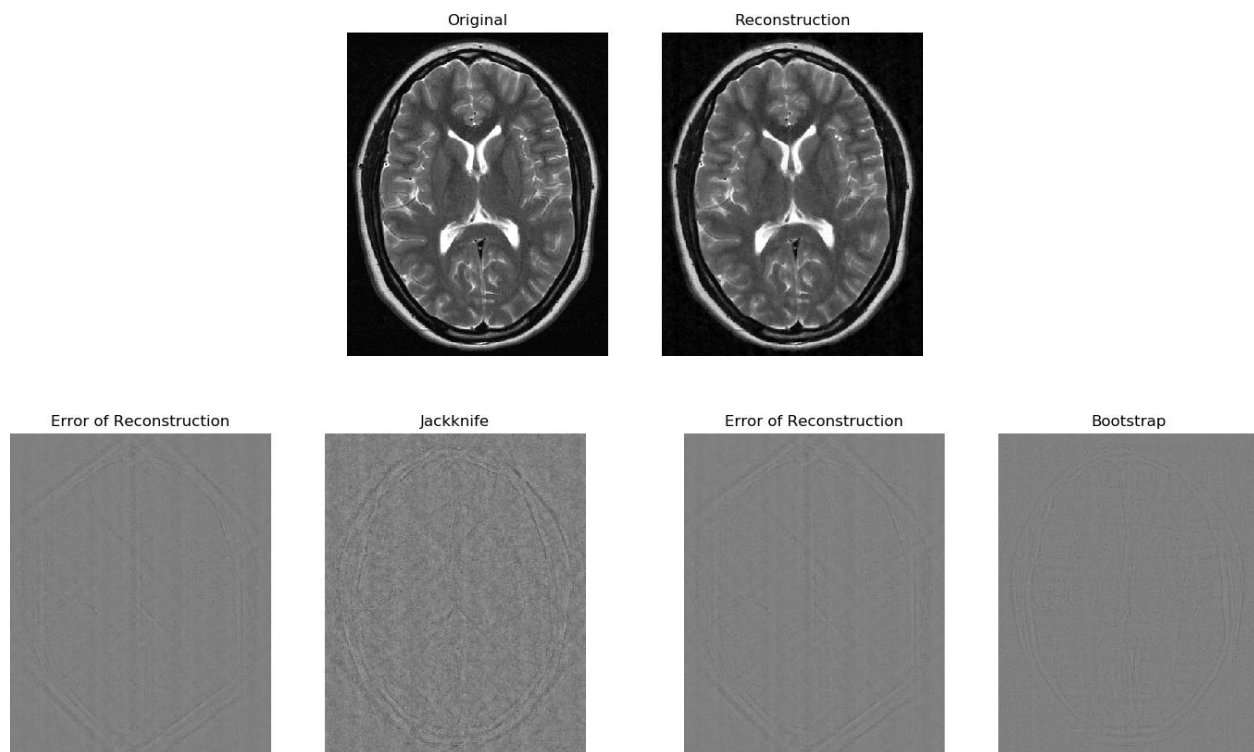 Original
Reconstruction
Error of Reconstruction
Jackknife
Error of Reconstruction
Bootstrap